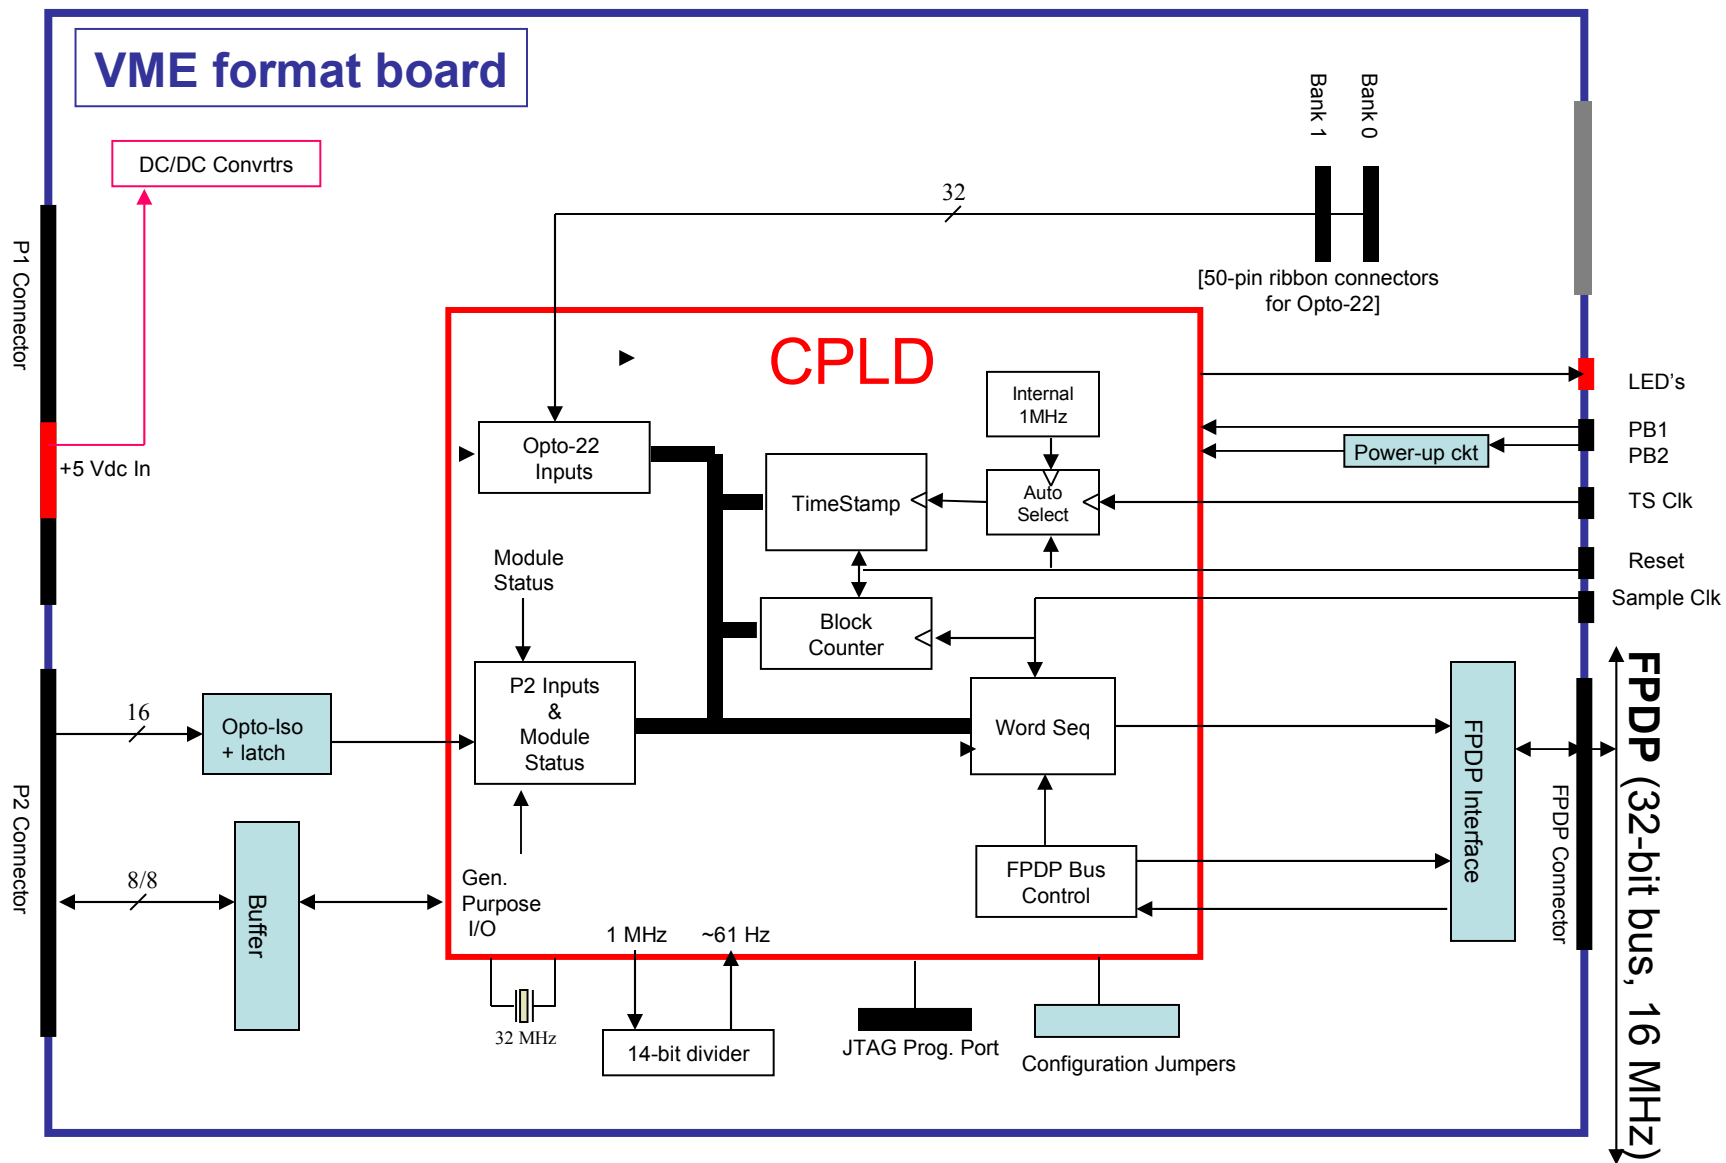 VME format board
Bank 1
Bank 0
DC/DC Convrtrs
32
P1 Connector
[50-pin ribbon connectors
for Opto-22]
CPLD
LED's
Internal
1MHz
PB1
Opto-22
Inputs
Power-up ckt
PB2
+5 Vdc In
TimeStamp
Auto
Select
TS Clk
Module
Status
Reset
Sample Clk
Block
Counter
P2 Inputs
&
Module
Status
16
Opto-Iso
+ latch
Word Seq
FPDP Interface
FPDP Connector
FPDP (32-bit bus, 16 MHz)
P2 Connector
8/8
Buffer
Gen.
Purpose
I/O
FPDP Bus
Control
1 MHz
~61 Hz
32 MHz
14-bit divider
JTAG Prog. Port
Configuration Jumpers